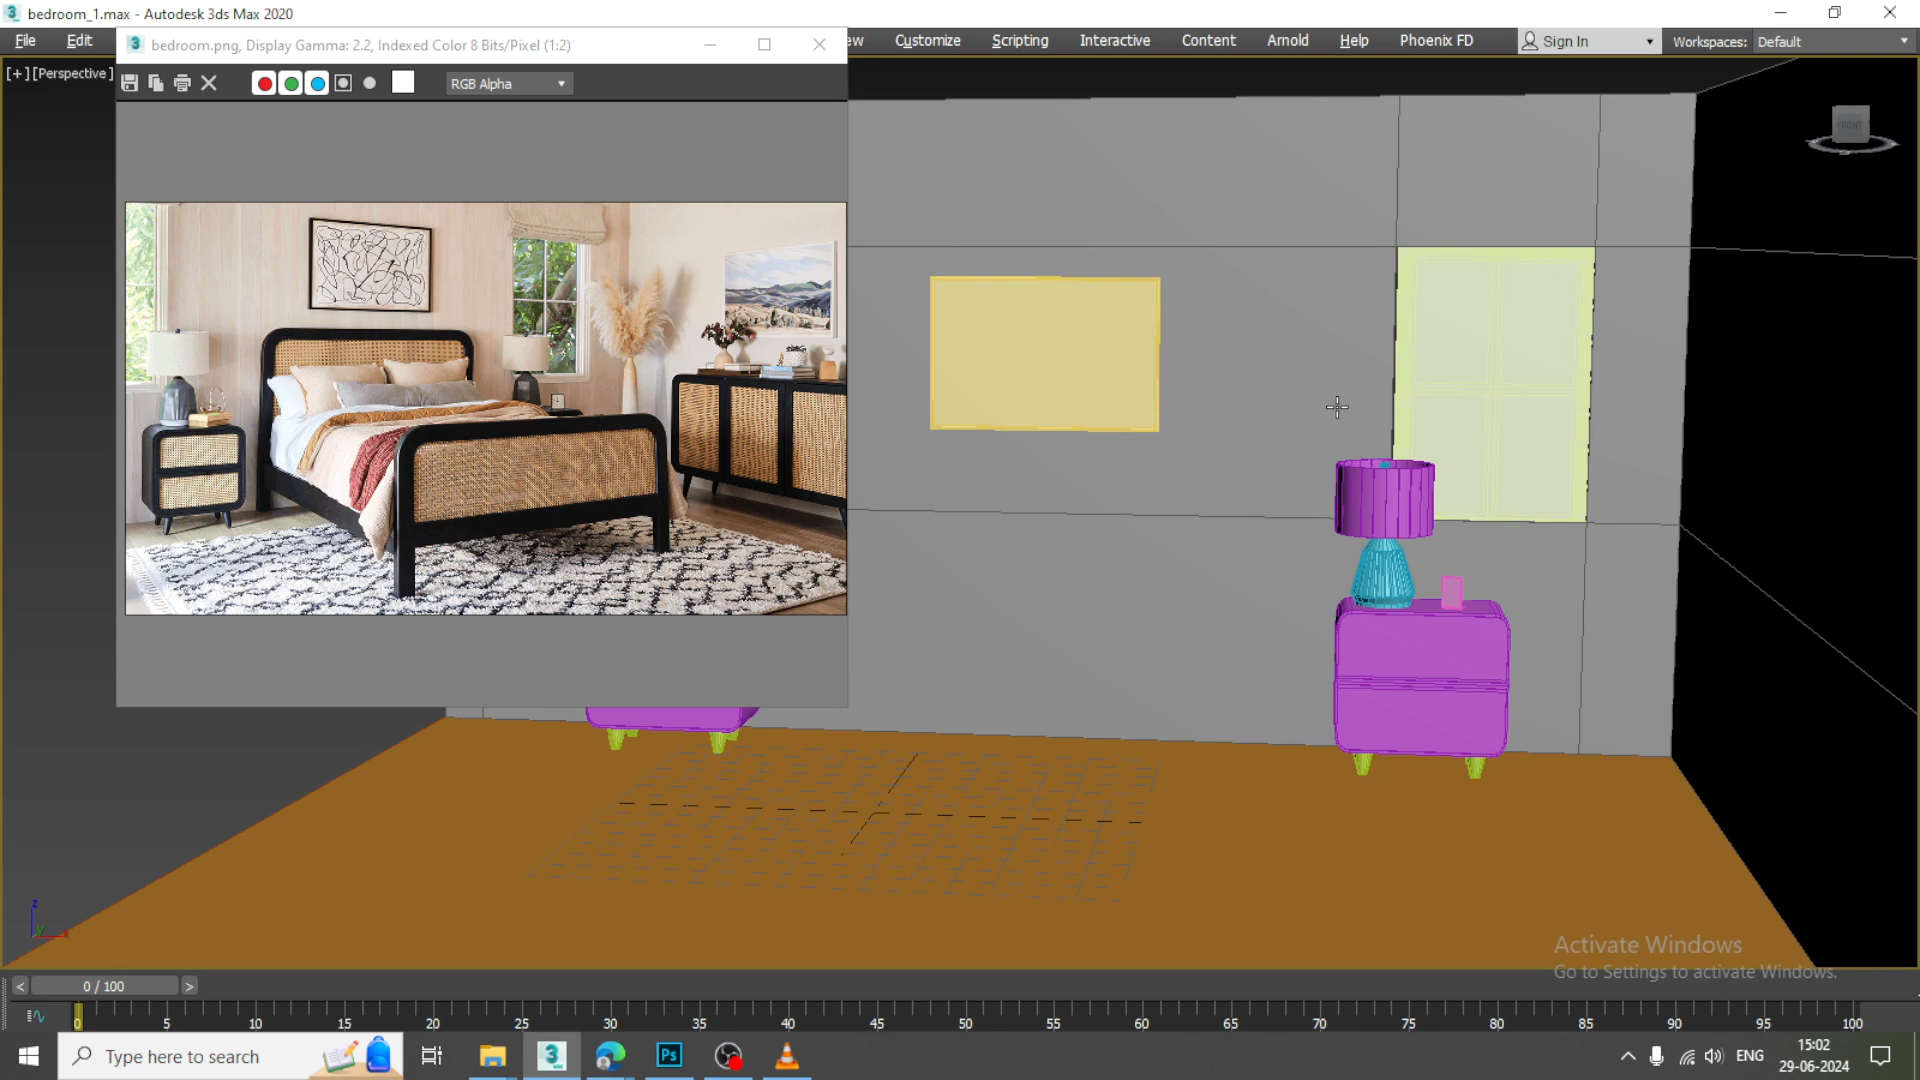 bedroom_1.max - Autodesk 3ds Max 2020
File Edit
ew Customize Scripting Interactive Content Arnold Help Phoenix FD
Sign In Workspaces: Default
bedroom.png, Display Gamma: 2.2, Indexed Color 8 Bits/Pixel (1:2)
[+] [Perspective]
RGB Alpha
FRONT
z
y
x
Activate Windows
Go to Settings to activate Windows.
< 0 / 100 >
0 5 10 15 20 25 30 35 40 45 50 55 60 65 70 75 80 85 90 95 100
Type here to search
Ps
ENG
15:02
29-06-2024